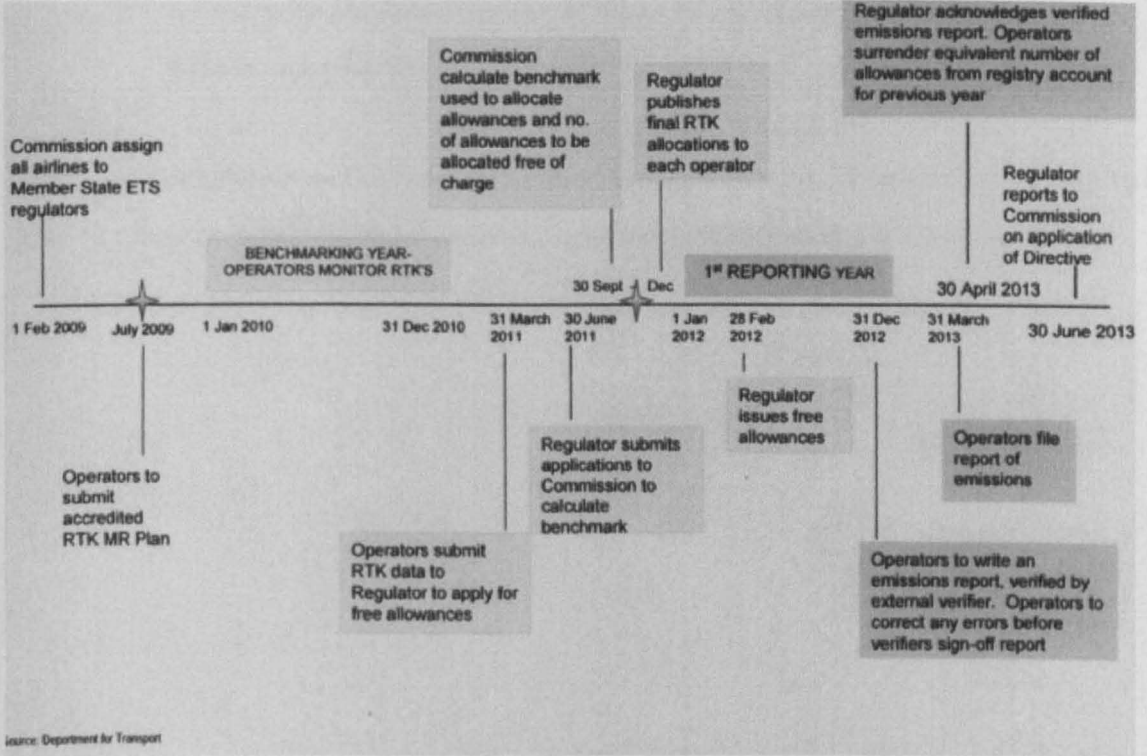 Regulator acknowledges verified
emissions report. Operators
surrender equivalent number of
allowances from registry account
for previous year
Commission
calculate benchmark
used to allocate
allowances and no.
of allowances to be
allocated free of
charge
Regulator
publishes
final RTK
allocations to
each operator
Commission assign
all airlines to
Member State ETS
regulators
Regulator
reports to
Commission
on application
of Directive
BENCHMARKING YEAR-
OPERATORS MONITOR RTK'S
30 Sept
Dec
1st REPORTING YEAR
30 April 2013
1 Feb 2009
July 2009
1 Jan 2010
31 Dec 2010
31 March
2011
30 June
2011
1 Jan
2012
28 Feb
2012
31 Dec
2012
31 March
2013
30 June 2013
Regulator
issues free
allowances
Operators file
report of
emissions
Regulator submits
applications to
Commission to
calculate
benchmark
Operators to
submit
accredited
RTK MR Plan
Operators submit
RTK data to
Regulator to apply for
free allowances
Operators to write an
emissions report, verified by
external verifier. Operators to
correct any errors before
verifiers sign-off report
Source: Department for Transport